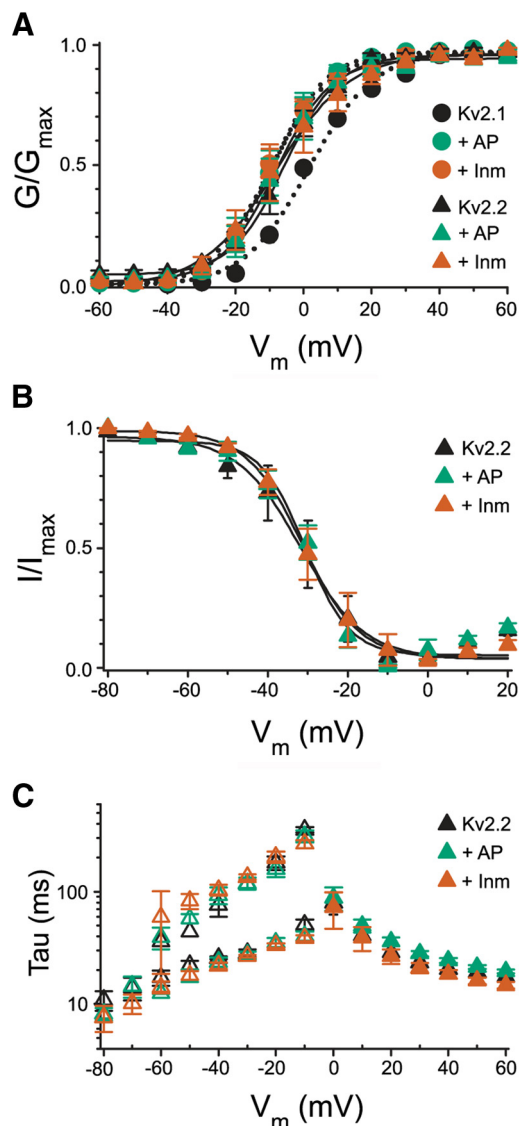 A
G/Gmax
1.0
0.5
0.0
Kv2.1
+ AP
+ Inm
Kv2.2
+ AP
+ Inm
-60 -40 -20 0 20 40 60
Vm (mV)
B
I/Imax
1.0
0.5
0.0
Kv2.2
+ AP
+ Inm
-80 -60 -40 -20 0 20
Vm (mV)
C
Tau (ms)
100
10
Kv2.2
+ AP
+ Inm
-80 -60 -40 -20 0 20 40 60
Vm (mV)